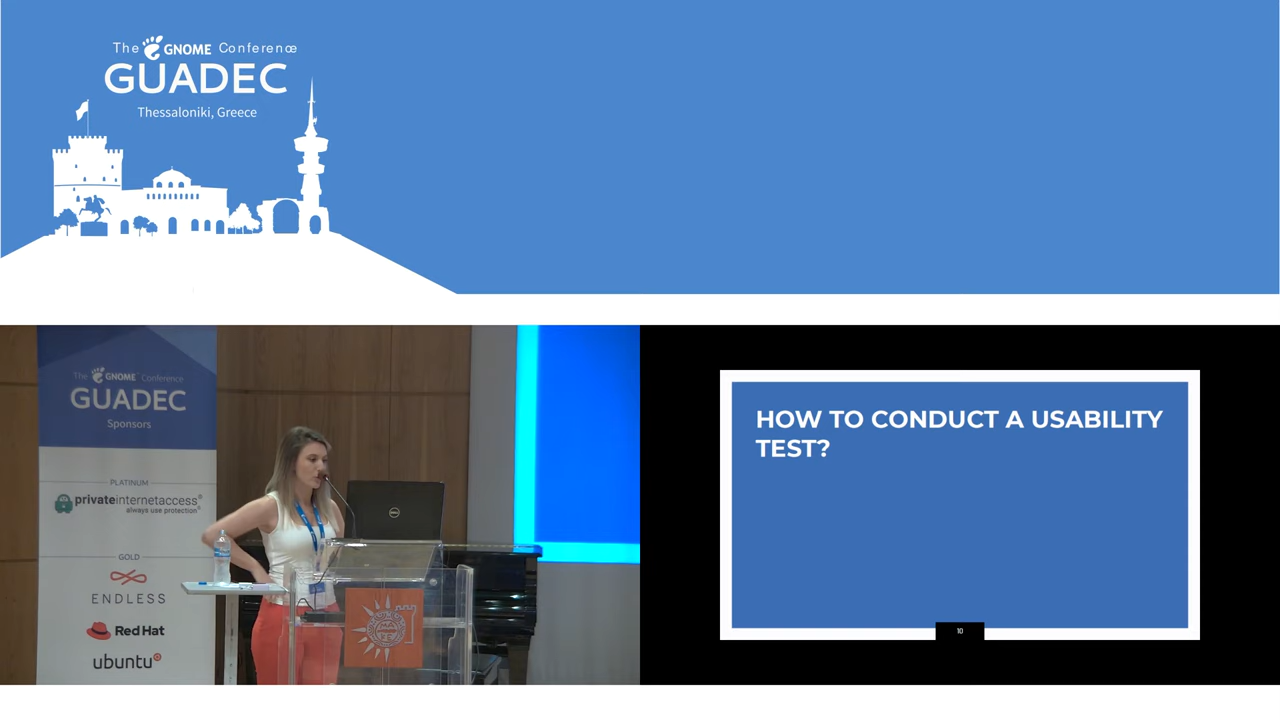 The GNOME Conference
GUADEC
Thessaloniki, Greece
The GNOME Conference
GUADEC
Sponsors
PLATINUM
privateinternetaccess®
always use protection®
GOLD
ENDLESS
Red Hat
ubuntu®
DELL
HOW TO CONDUCT A USABILITY
TEST?
10